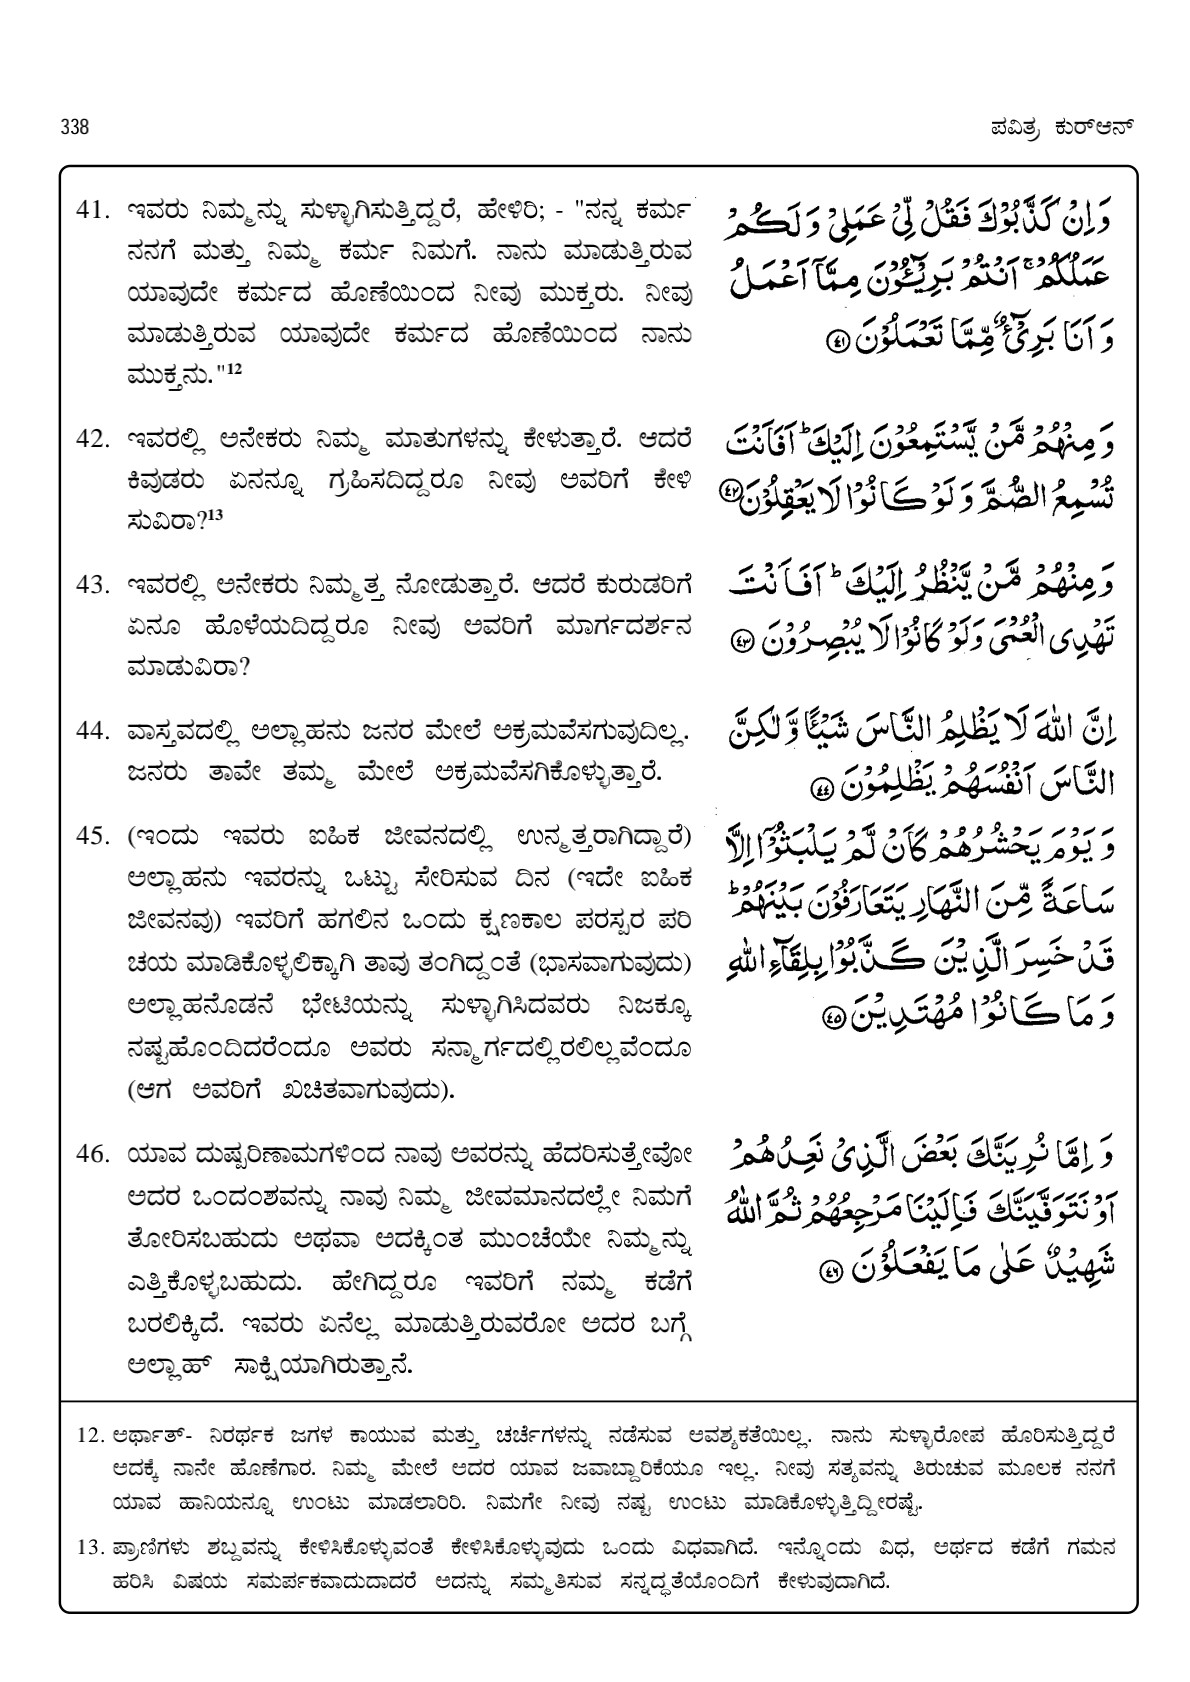 338
ಪವಿತ್ರ ಕುರ್‌ಆನ್
41. ಇವರು ನಿಮ್ಮನ್ನು ಸುಳ್ಳಾಗಿಸುತ್ತಿದ್ದರೆ, ಹೇಳಿರಿ; - "ನನ್ನ ಕರ್ಮ
ನನಗೆ ಮತ್ತು ನಿಮ್ಮ ಕರ್ಮ ನಿಮಗೆ. ನಾನು ಮಾಡುತ್ತಿರುವ
ಯಾವುದೇ ಕರ್ಮದ ಹೊಣೆಯಿಂದ ನೀವು ಮುಕ್ತರು. ನೀವು
ಮಾಡುತ್ತಿರುವ ಯಾವುದೇ ಕರ್ಮದ ಹೊಣೆಯಿಂದ ನಾನು
ಮುಕ್ತನು."12
وَاِنْ كَذَّبُوْكَ فَقُلْ لِّىْ عَمَلِىْ وَلَكُمْ
عَمَلُكُمْ ۚ اَنْتُمْ بَرِيْٓـُٔوْنَ مِمَّاۤ اَعْمَلُ
وَاَنَا بَرِىْٓءٌ مِّمَّا تَعْمَلُوْنَ ﴿۴۱﴾
42. ಇವರಲ್ಲಿ ಅನೇಕರು ನಿಮ್ಮ ಮಾತುಗಳನ್ನು ಕೇಳುತ್ತಾರೆ. ಆದರೆ
ಕಿವುಡರು ಏನನ್ನೂ ಗ್ರಹಿಸದಿದ್ದರೂ ನೀವು ಅವರಿಗೆ ಕೇಳಿ
ಸುವಿರಾ?13
وَمِنْهُمْ مَّنْ يَّسْتَمِعُوْنَ اِلَيْكَ ؕ اَفَاَنْتَ
تُسْمِعُ الصُّمَّ وَلَوْ كَانُوْا لَا يَعْقِلُوْنَ ﴿۴۲﴾
43. ಇವರಲ್ಲಿ ಅನೇಕರು ನಿಮ್ಮತ್ತ ನೋಡುತ್ತಾರೆ. ಆದರೆ ಕುರುಡರಿಗೆ
ಏನೂ ಹೊಳೆಯದಿದ್ದರೂ ನೀವು ಅವರಿಗೆ ಮಾರ್ಗದರ್ಶನ
ಮಾಡುವಿರಾ?
وَمِنْهُمْ مَّنْ يَّنْظُرُ اِلَيْكَ ؕ اَفَاَنْتَ
تَهْدِى الْعُمْىَ وَلَوْ كَانُوْا لَا يُبْصِرُوْنَ ﴿۴۳﴾
44. ವಾಸ್ತವದಲ್ಲಿ ಅಲ್ಲಾಹನು ಜನರ ಮೇಲೆ ಅಕ್ರಮವೆಸಗುವುದಿಲ್ಲ.
ಜನರು ತಾವೇ ತಮ್ಮ ಮೇಲೆ ಅಕ್ರಮವೆಸಗಿಕೊಳ್ಳುತ್ತಾರೆ.
اِنَّ اللّٰهَ لَا يَظْلِمُ النَّاسَ شَيْـًٔا وَّلٰكِنَّ
النَّاسَ اَنْفُسَهُمْ يَظْلِمُوْنَ ﴿۴۴﴾
45. (ಇಂದು ಇವರು ಐಹಿಕ ಜೀವನದಲ್ಲಿ ಉನ್ಮತ್ತರಾಗಿದ್ದಾರೆ)
ಅಲ್ಲಾಹನು ಇವರನ್ನು ಒಟ್ಟು ಸೇರಿಸುವ ದಿನ (ಇದೇ ಐಹಿಕ
ಜೀವನವು) ಇವರಿಗೆ ಹಗಲಿನ ಒಂದು ಕ್ಷಣಕಾಲ ಪರಸ್ಪರ ಪರಿ
ಚಯ ಮಾಡಿಕೊಳ್ಳಲಿಕ್ಕಾಗಿ ತಾವು ತಂಗಿದ್ದಂತೆ (ಭಾಸವಾಗುವುದು)
ಅಲ್ಲಾಹನೊಡನೆ ಭೇಟಿಯನ್ನು ಸುಳ್ಳಾಗಿಸಿದವರು ನಿಜಕ್ಕೂ
ನಷ್ಟಹೊಂದಿದರೆಂದೂ ಅವರು ಸನ್ಮಾರ್ಗದಲ್ಲಿರಲಿಲ್ಲವೆಂದೂ
(ಆಗ ಅವರಿಗೆ ಖಚಿತವಾಗುವುದು).
وَيَوْمَ يَحْشُرُهُمْ كَاَنْ لَّمْ يَلْبَثُوْۤا اِلَّا
سَاعَةً مِّنَ النَّهَارِ يَتَعَارَفُوْنَ بَيْنَهُمْ ؕ
قَدْ خَسِرَ الَّذِيْنَ كَذَّبُوْا بِلِقَآءِ اللّٰهِ
وَمَا كَانُوْا مُهْتَدِيْنَ ﴿۴۵﴾
46. ಯಾವ ದುಷ್ಪರಿಣಾಮಗಳಿಂದ ನಾವು ಅವರನ್ನು ಹೆದರಿಸುತ್ತೇವೋ
ಅದರ ಒಂದಂಶವನ್ನು ನಾವು ನಿಮ್ಮ ಜೀವಮಾನದಲ್ಲೇ ನಿಮಗೆ
ತೋರಿಸಬಹುದು ಅಥವಾ ಅದಕ್ಕಿಂತ ಮುಂಚೆಯೇ ನಿಮ್ಮನ್ನು
ಎತ್ತಿಕೊಳ್ಳಬಹುದು. ಹೇಗಿದ್ದರೂ ಇವರಿಗೆ ನಮ್ಮ ಕಡೆಗೆ
ಬರಲಿಕ್ಕಿದೆ. ಇವರು ಏನೆಲ್ಲ ಮಾಡುತ್ತಿರುವರೋ ಅದರ ಬಗ್ಗೆ
ಅಲ್ಲಾಹ್ ಸಾಕ್ಷಿಯಾಗಿರುತ್ತಾನೆ.
وَاِمَّا نُرِيَنَّكَ بَعْضَ الَّذِىْ نَعِدُهُمْ
اَوْ نَتَوَفَّيَنَّكَ فَاِلَيْنَا مَرْجِعُهُمْ ثُمَّ اللّٰهُ
شَهِيْدٌ عَلٰى مَا يَفْعَلُوْنَ ﴿۴۶﴾
12. ಅರ್ಥಾತ್- ನಿರರ್ಥಕ ಜಗಳ ಕಾಯುವ ಮತ್ತು ಚರ್ಚೆಗಳನ್ನು ನಡೆಸುವ ಅವಶ್ಯಕತೆಯಿಲ್ಲ. ನಾನು ಸುಳ್ಳಾರೋಪ ಹೊರಿಸುತ್ತಿದ್ದರೆ
ಅದಕ್ಕೆ ನಾನೇ ಹೊಣೆಗಾರ. ನಿಮ್ಮ ಮೇಲೆ ಅದರ ಯಾವ ಜವಾಬ್ದಾರಿಕೆಯೂ ಇಲ್ಲ. ನೀವು ಸತ್ಯವನ್ನು ತಿರುಚುವ ಮೂಲಕ ನನಗೆ
ಯಾವ ಹಾನಿಯನ್ನೂ ಉಂಟು ಮಾಡಲಾರಿರಿ. ನಿಮಗೇ ನೀವು ನಷ್ಟ ಉಂಟು ಮಾಡಿಕೊಳ್ಳುತ್ತಿದ್ದೀರಷ್ಟೆ.
13. ಪ್ರಾಣಿಗಳು ಶಬ್ದವನ್ನು ಕೇಳಿಸಿಕೊಳ್ಳುವಂತೆ ಕೇಳಿಸಿಕೊಳ್ಳುವುದು ಒಂದು ವಿಧವಾಗಿದೆ. ಇನ್ನೊಂದು ವಿಧ, ಅರ್ಥದ ಕಡೆಗೆ ಗಮನ
ಹರಿಸಿ ವಿಷಯ ಸಮರ್ಪಕವಾದುದಾದರೆ ಅದನ್ನು ಸಮ್ಮತಿಸುವ ಸನ್ನದ್ಧತೆಯೊಂದಿಗೆ ಕೇಳುವುದಾಗಿದೆ.